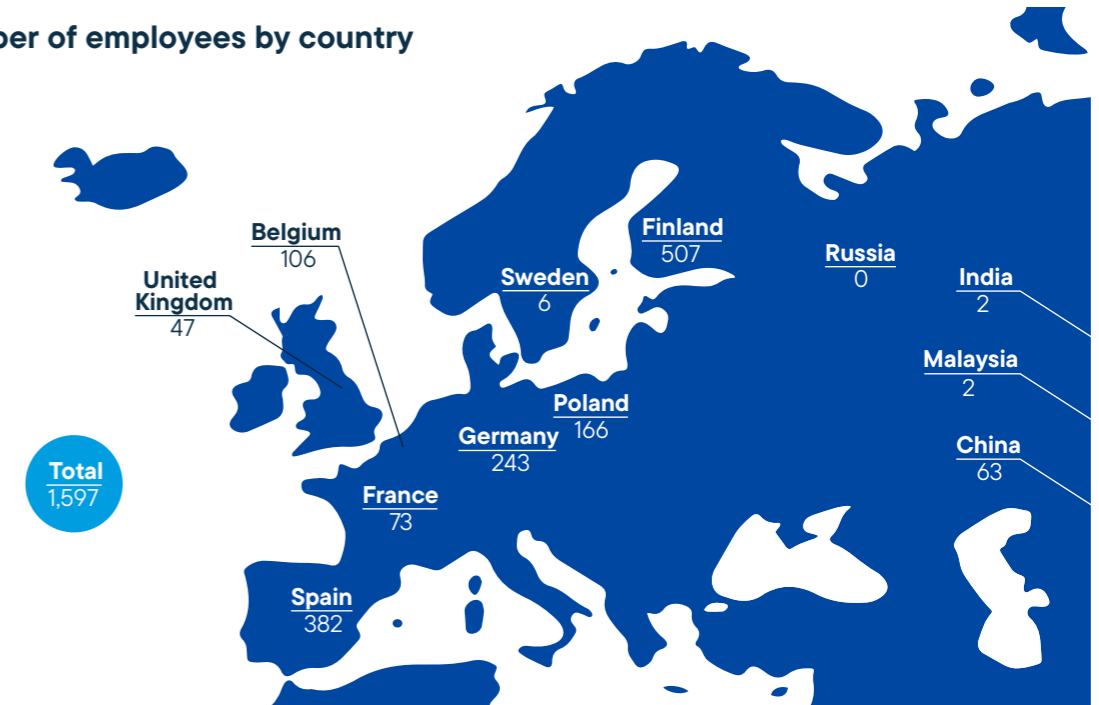 of employees by country
Belgium
106
United
Kingdom
47
Finland
507
Sweden
6
Russia
0
India
2
Malaysia
2
Poland
166
Germany
243
China
63
Total
1,597
France
73
Spain
382